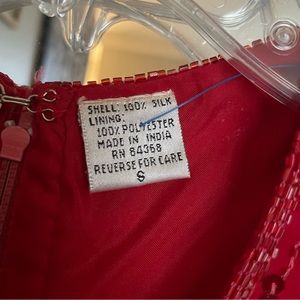 SHELL: 100% SILK
LINING:
100% POLYESTER
MADE IN INDIA
RN 84368
REVERSE FOR CARE
S